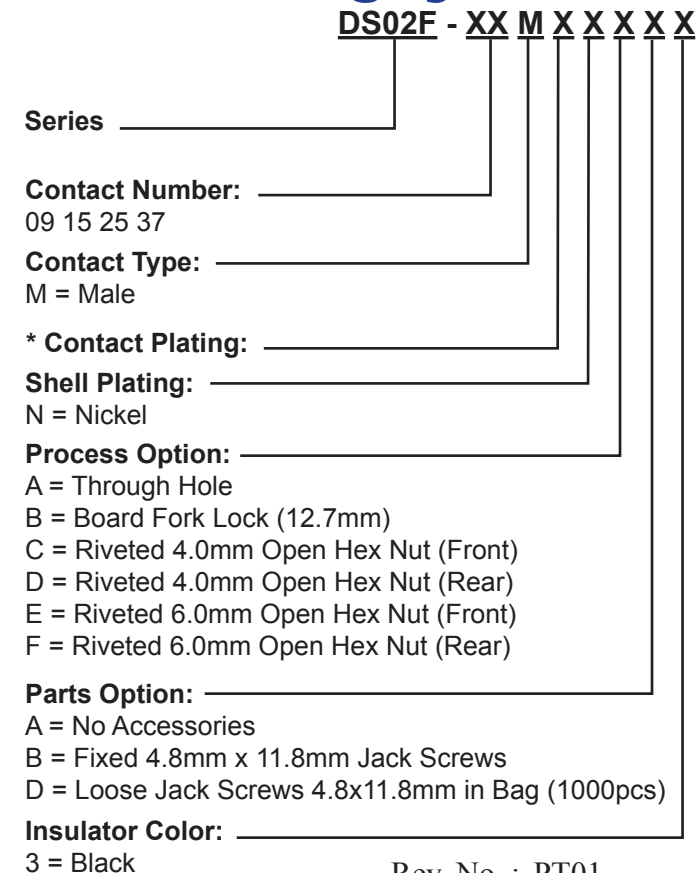 DS02F - XX M X X X X X
Series
Contact Number:
09 15 25 37
Contact Type:
M = Male
* Contact Plating:
Shell Plating:
N = Nickel
Process Option:
A = Through Hole
B = Board Fork Lock (12.7mm)
C = Riveted 4.0mm Open Hex Nut (Front)
D = Riveted 4.0mm Open Hex Nut (Rear)
E = Riveted 6.0mm Open Hex Nut (Front)
F = Riveted 6.0mm Open Hex Nut (Rear)
Parts Option:
A = No Accessories
B = Fixed 4.8mm x 11.8mm Jack Screws
D = Loose Jack Screws 4.8x11.8mm in Bag (1000pcs)
Insulator Color:
3 = Black
Rev. No. : PT01